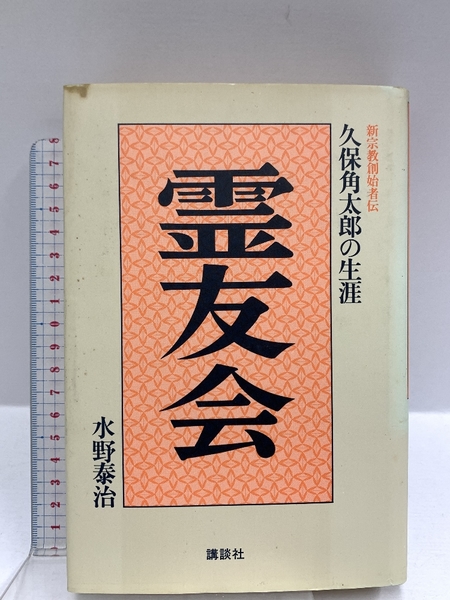 新宗教創始者伝
久保角太郎の生涯
霊友会
水野泰治
講談社